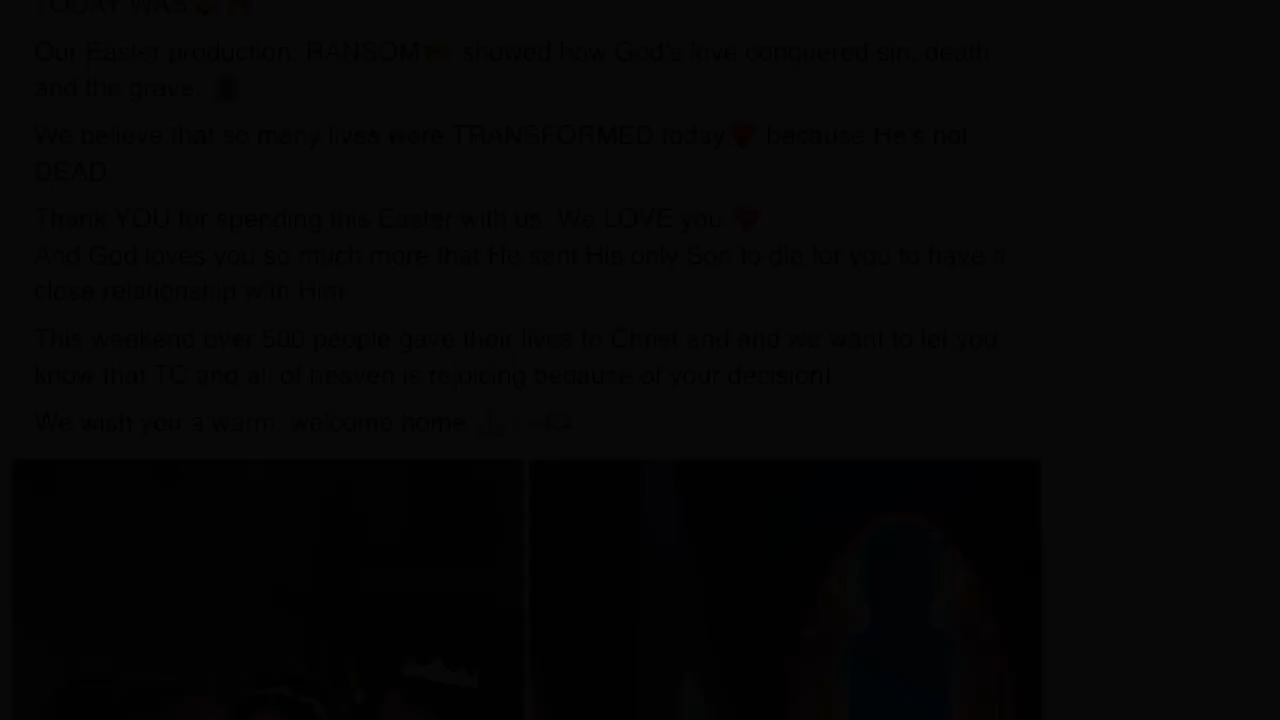 TODAY WAS
Our Easter production, RANSOM showed how God's love conquered sin, death
and the grave.
We believe that so many lives were TRANSFORMED today❤️ because He's not
DEAD
Thank YOU for spending this Easter with us. We LOVE you ❤️
And God loves you so much more that He sent His only Son to die for you to have a
close relationship with Him
This weekend over 500 people gave their lives to Christ and and we want to let you
know that TC and all of heaven is rejoicing because of your decision!
We wish you a warm, welcome home